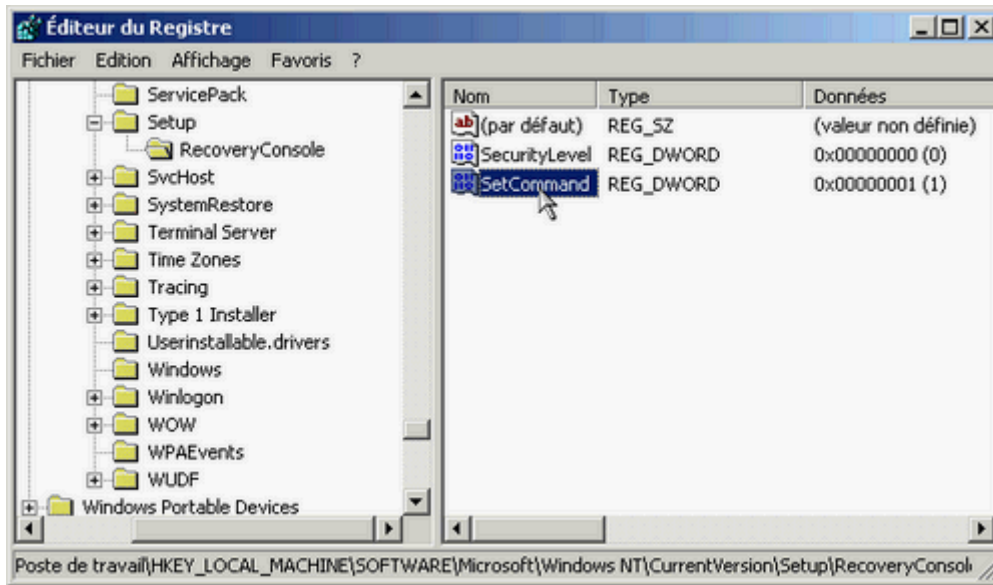 Éditeur du Registre
Fichier Edition Affichage Favoris ?
ServicePack
Setup
RecoveryConsole
SvcHost
SystemRestore
Terminal Server
Time Zones
Tracing
Type 1 Installer
Userinstallable.drivers
Windows
Winlogon
WOW
WPAEvents
WUDF
Windows Portable Devices
Nom Type Données
(par défaut) REG_SZ (valeur non définie)
SecurityLevel REG_DWORD 0x00000000 (0)
SetCommand REG_DWORD 0x00000001 (1)
Poste de travail\HKEY_LOCAL_MACHINE\SOFTWARE\Microsoft\Windows NT\CurrentVersion\Setup\RecoveryConsol